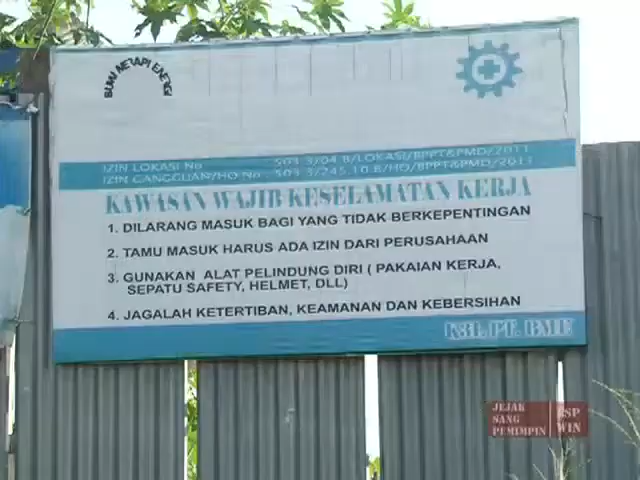 BUMI MERAPI ENERGI
IZIN LOKASI No 503.3/04.B/LOKASI/BPPT&PMD/2011
IZIN GANGGUAN/HO No. 503.3/245.10.B/HO/BPPT&PMD/2011
KAWASAN WAJIB KESELAMATAN KERJA
1. DILARANG MASUK BAGI YANG TIDAK BERKEPENTINGAN
2. TAMU MASUK HARUS ADA IZIN DARI PERUSAHAAN
3. GUNAKAN ALAT PELINDUNG DIRI ( PAKAIAN KERJA,
SEPATU SAFETY, HELMET, DLL)
4. JAGALAH KETERTIBAN, KEAMANAN DAN KEBERSIHAN
K3L PT. BME
JEJAK
SANG
PEMIMPIN
WIN